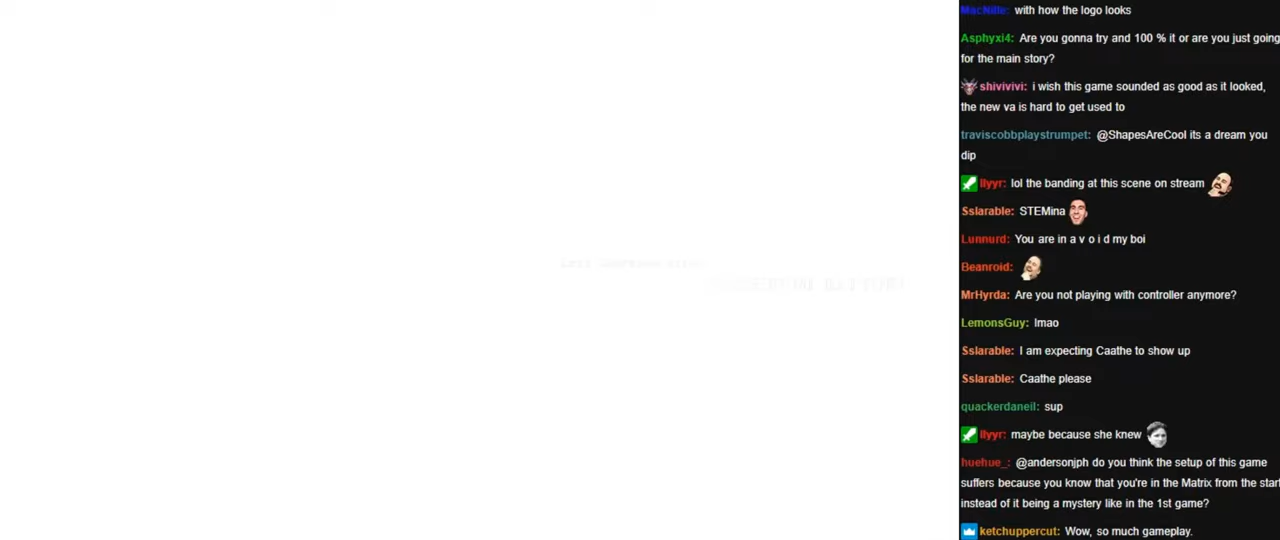 MacNille: with how the logo looks
Asphyxi4: Are you gonna try and 100 % it or are you just going
for the main story?
shivivivi: i wish this game sounded as good as it looked,
the new va is hard to get used to
traviscobbplaystrumpet: @ShapesAreCool its a dream you
dip
llyyr: lol the banding at this scene on stream
Sslarable: STEMina
Lunnurd: You are in a v o i d my boi
Beanroid:
MrHyrda: Are you not playing with controller anymore?
LemonsGuy: lmao
Sslarable: I am expecting Caathe to show up
Sslarable: Caathe please
quackerdaneil: sup
llyyr: maybe because she knew
huehue_: @andersonjph do you think the setup of this game
suffers because you know that you're in the Matrix from the start
instead of it being a mystery like in the 1st game?
ketchuppercut: Wow, so much gameplay.